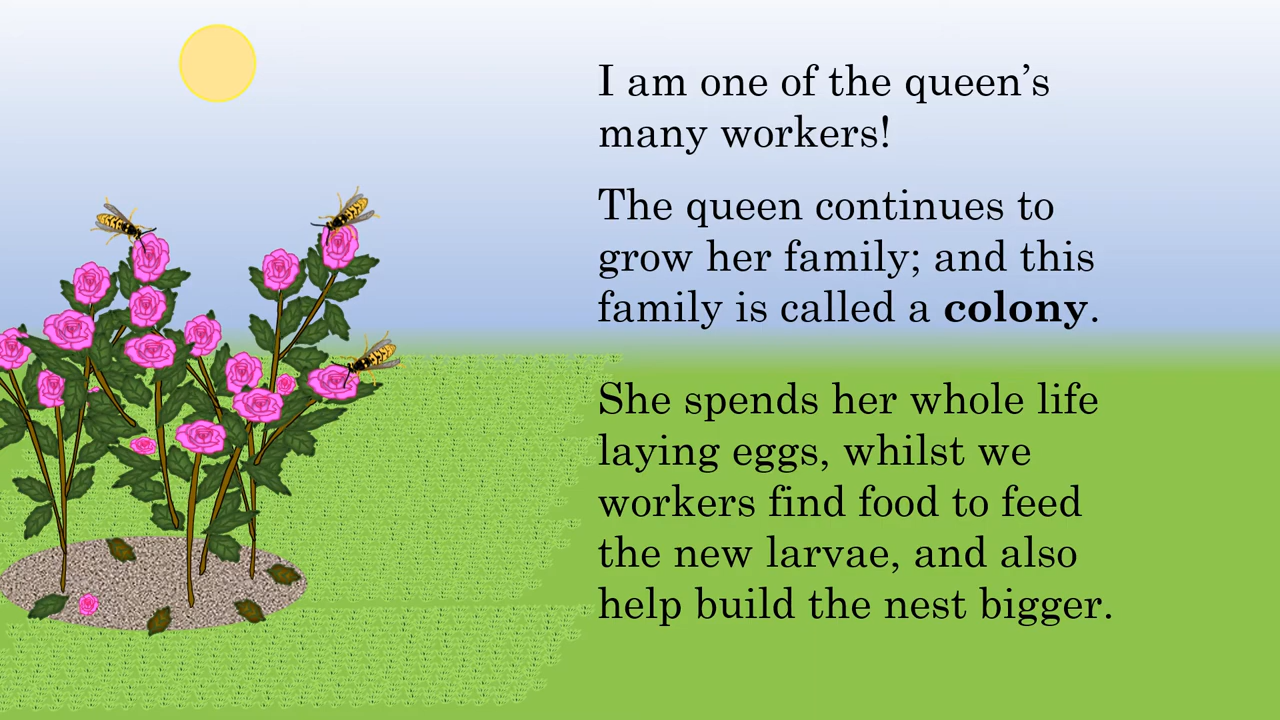 I am one of the queen’s
many workers!
The queen continues to
grow her family; and this
family is called a colony.
She spends her whole life
laying eggs, whilst we
workers find food to feed
the new larvae, and also
help build the nest bigger.